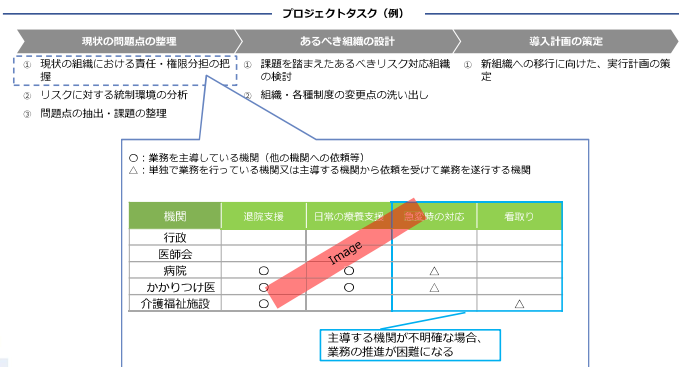 プロジェクトタスク（例）
現状の問題点の整理
あるべき組織の設計
導入計画の策定
① 現状の組織における責任・権限分担の把
握
② リスクに対する統制環境の分析
③ 問題点の抽出・課題の整理
① 課題を踏まえたあるべきリスク対応組織
の検討
② 組織・各種制度の変更点の洗い出し
① 新組織への移行に向けた、実行計画の策
定
○：業務を主導している機関（他の機関への依頼等）
△：単独で業務を行っている機関又は主導する機関から依頼を受けて業務を遂行する機関
機関 退院支援 日常の療養支援 急変時の対応 看取り
行政
医師会
病院 ○ ○ △
かかりつけ医 ○ ○ △
介護福祉施設 ○ △
Image
主導する機関が不明確な場合、
業務の推進が困難になる